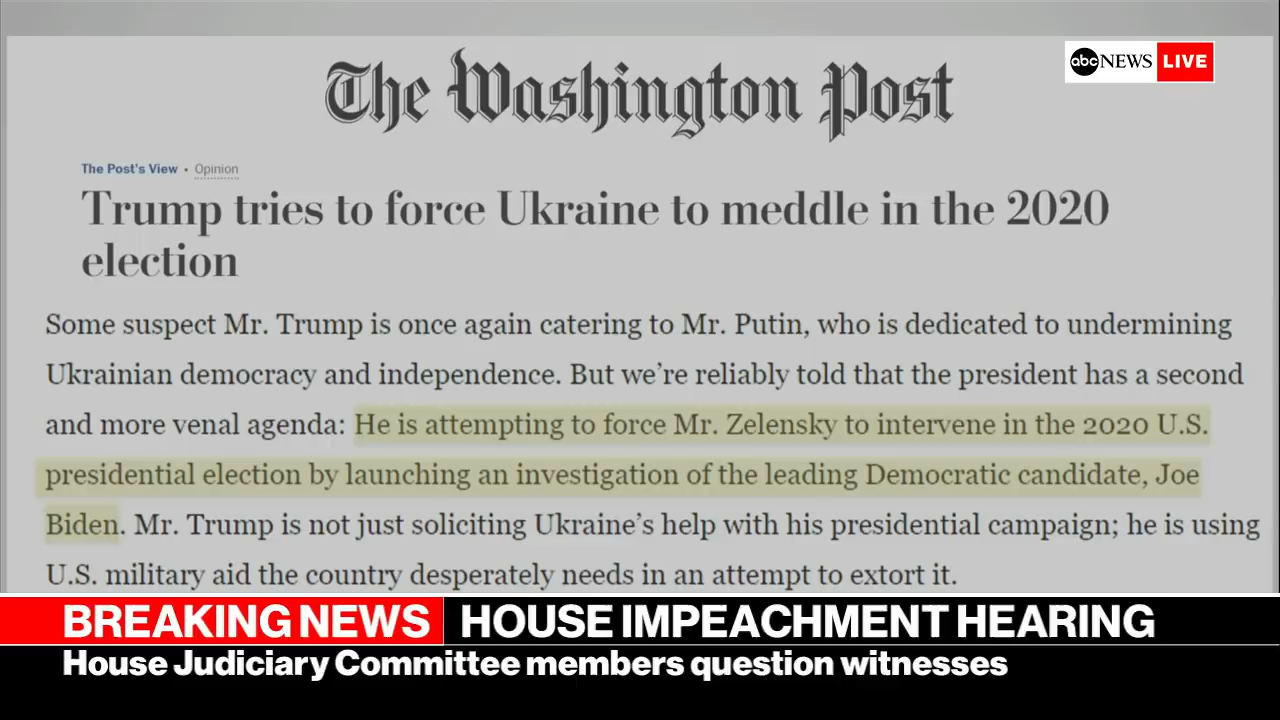 The Washington Post
abc NEWS LIVE
The Post's View • Opinion
Trump tries to force Ukraine to meddle in the 2020
election
Some suspect Mr. Trump is once again catering to Mr. Putin, who is dedicated to undermining
Ukrainian democracy and independence. But we’re reliably told that the president has a second
and more venal agenda: He is attempting to force Mr. Zelensky to intervene in the 2020 U.S.
presidential election by launching an investigation of the leading Democratic candidate, Joe
Biden. Mr. Trump is not just soliciting Ukraine’s help with his presidential campaign; he is using
U.S. military aid the country desperately needs in an attempt to extort it.
BREAKING NEWS HOUSE IMPEACHMENT HEARING
House Judiciary Committee members question witnesses